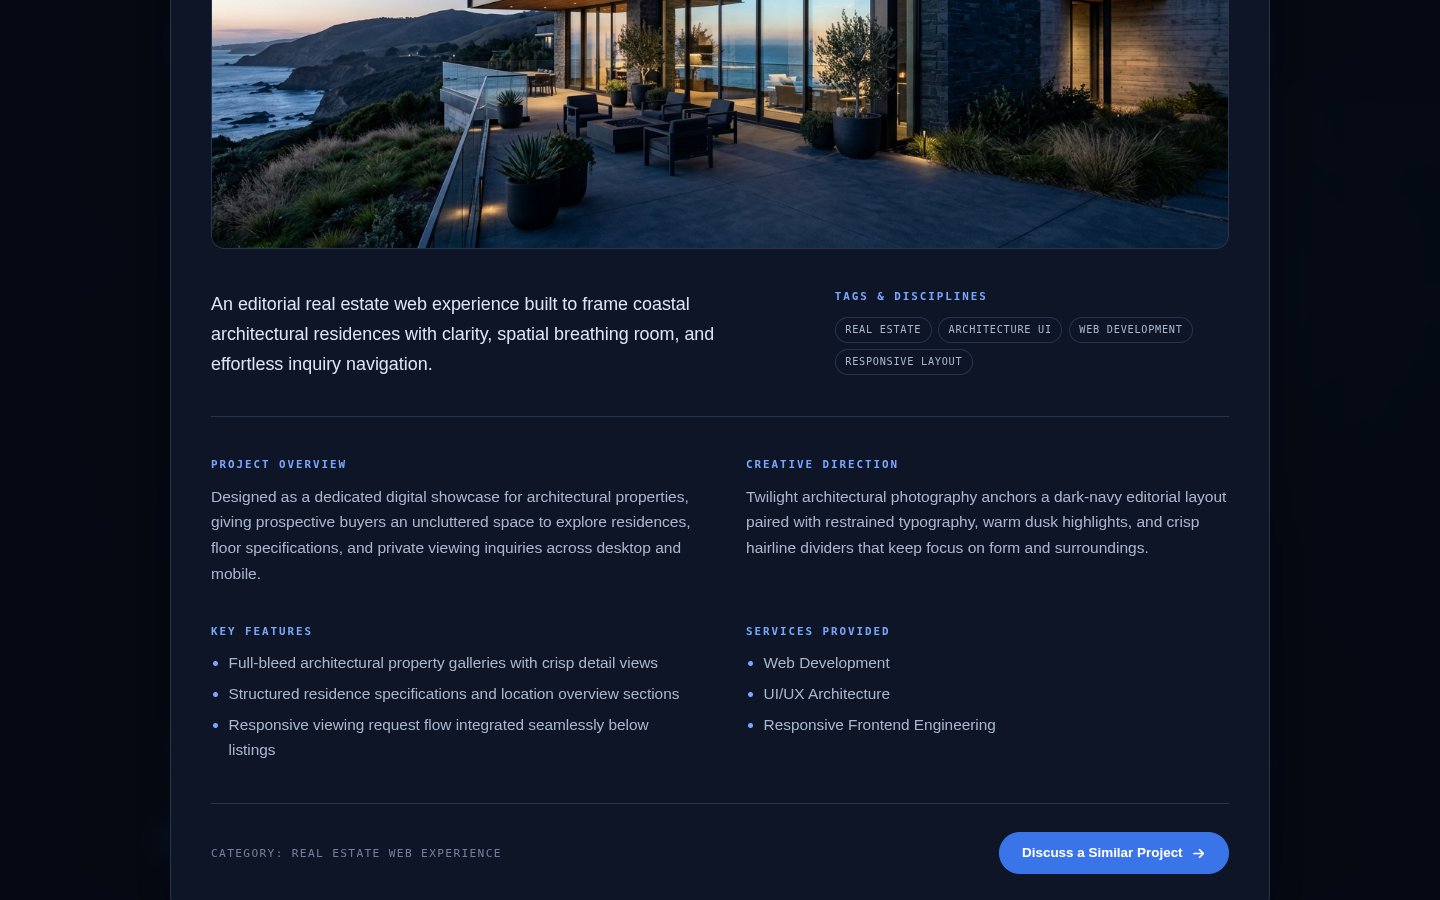 An editorial real estate web experience built to frame coastal
architectural residences with clarity, spatial breathing room, and
effortless inquiry navigation.
TAGS & DISCIPLINES
REAL ESTATE
ARCHITECTURE UI
WEB DEVELOPMENT
RESPONSIVE LAYOUT
PROJECT OVERVIEW
Designed as a dedicated digital showcase for architectural properties,
giving prospective buyers an uncluttered space to explore residences,
floor specifications, and private viewing inquiries across desktop and
mobile.
CREATIVE DIRECTION
Twilight architectural photography anchors a dark-navy editorial layout
paired with restrained typography, warm dusk highlights, and crisp
hairline dividers that keep focus on form and surroundings.
KEY FEATURES
Full-bleed architectural property galleries with crisp detail views
Structured residence specifications and location overview sections
Responsive viewing request flow integrated seamlessly below
listings
SERVICES PROVIDED
Web Development
UI/UX Architecture
Responsive Frontend Engineering
CATEGORY: REAL ESTATE WEB EXPERIENCE
Discuss a Similar Project →